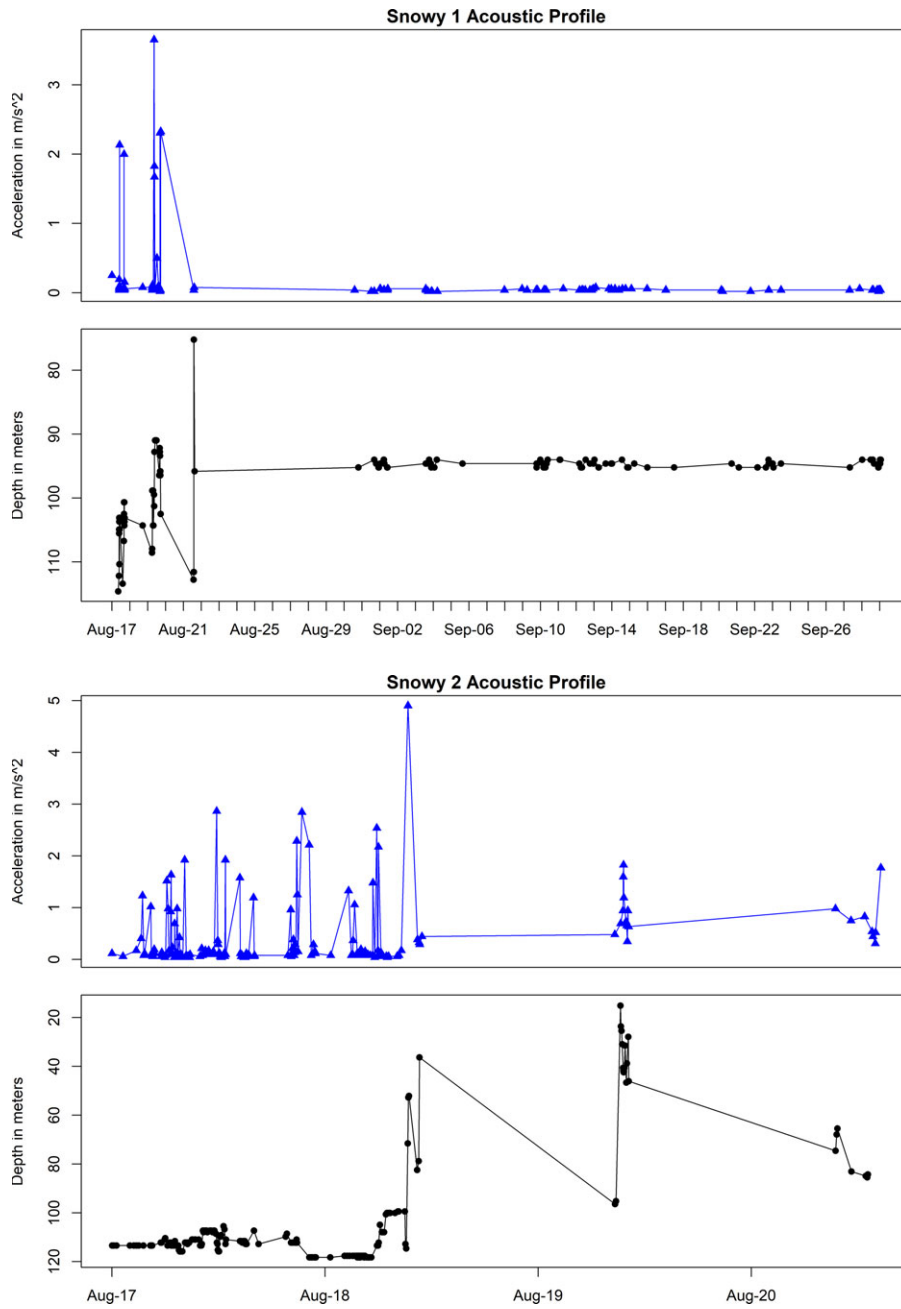 Snowy 1 Acoustic Profile
Acceleration in m/s^2
3
2
1
0
Depth in meters
80
90
100
110
Aug-17 Aug-21 Aug-25 Aug-29 Sep-02 Sep-06 Sep-10 Sep-14 Sep-18 Sep-22 Sep-26
Snowy 2 Acoustic Profile
Acceleration in m/s^2
5
4
3
2
1
0
Depth in meters
20
40
60
80
100
120
Aug-17 Aug-18 Aug-19 Aug-20